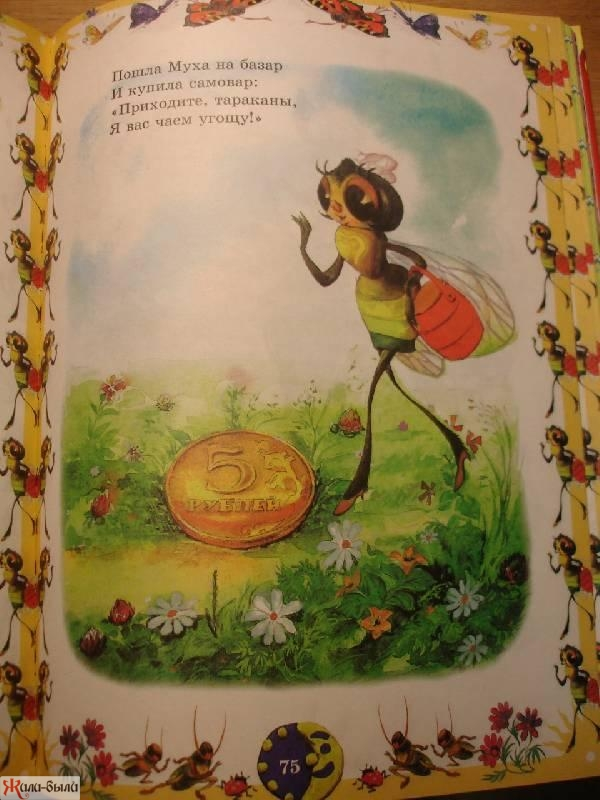 Пошла Муха на базар
И купила самовар:
«Приходите, тараканы,
Я вас чаем угощу!»
5
РУБЛЕЙ
75
Жили-были